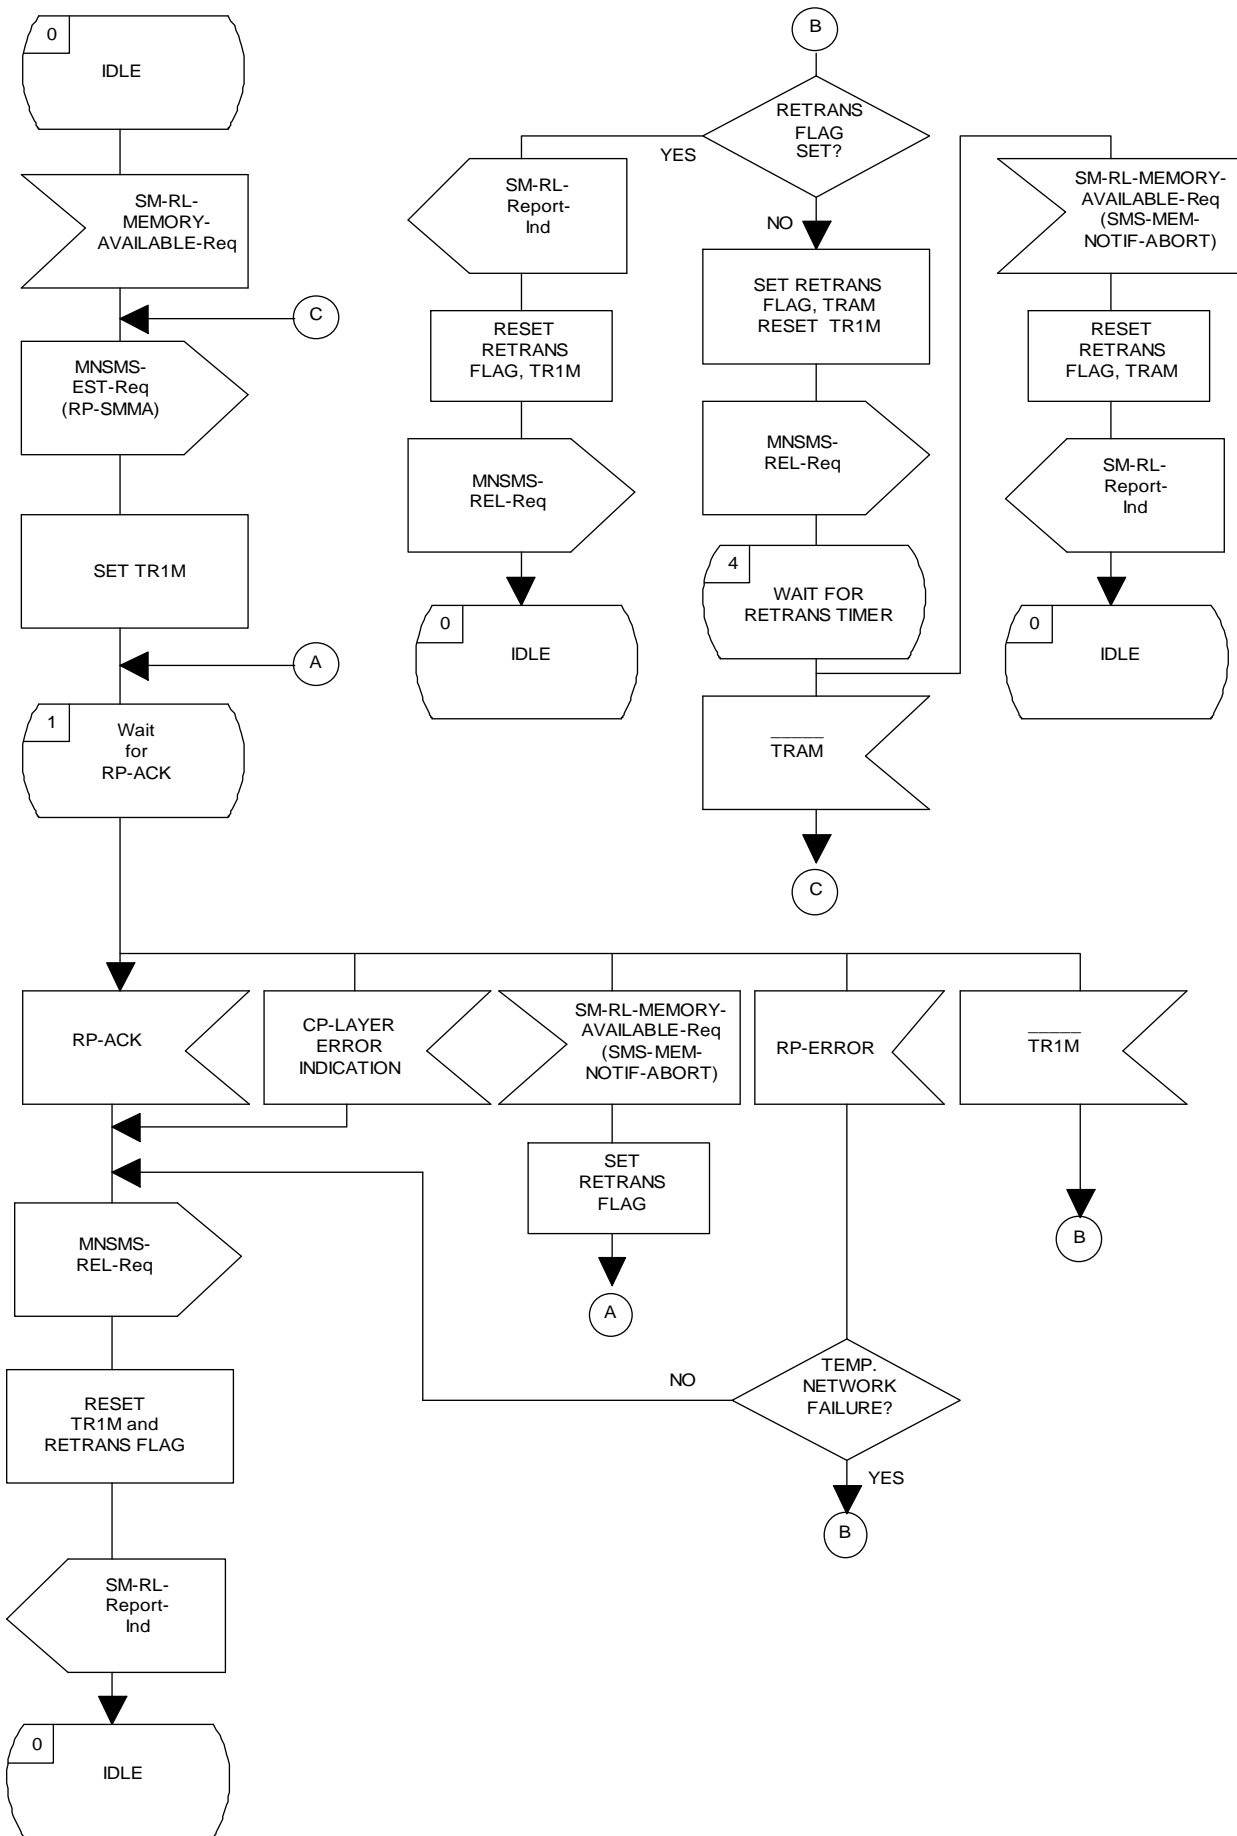 0
IDLE
SM-RL-
MEMORY-
AVAILABLE-Req
C
MNSMS-
EST-Req
(RP-SMMA)
SET TR1M
A
1
Wait
for
RP-ACK
B
RETRANS
FLAG
SET?
YES
NO
SM-RL-
Report-
Ind
RESET
RETRANS
FLAG, TR1M
MNSMS-
REL-Req
0
IDLE
SET RETRANS
FLAG, TRAM
RESET TR1M
MNSMS-
REL-Req
4
WAIT FOR
RETRANS TIMER
TRAM
C
SM-RL-MEMORY-
AVAILABLE-Req
(SMS-MEM-
NOTIF-ABORT)
RESET
RETRANS
FLAG, TRAM
SM-RL-
Report-
Ind
0
IDLE
RP-ACK
CP-LAYER
ERROR
INDICATION
SM-RL-MEMORY-
AVAILABLE-Req
(SMS-MEM-
NOTIF-ABORT)
RP-ERROR
TR1M
SET
RETRANS
FLAG
A
B
MNSMS-
REL-Req
TEMP.
NETWORK
FAILURE?
NO
YES
B
RESET
TR1M and
RETRANS FLAG
SM-RL-
Report-
Ind
0
IDLE